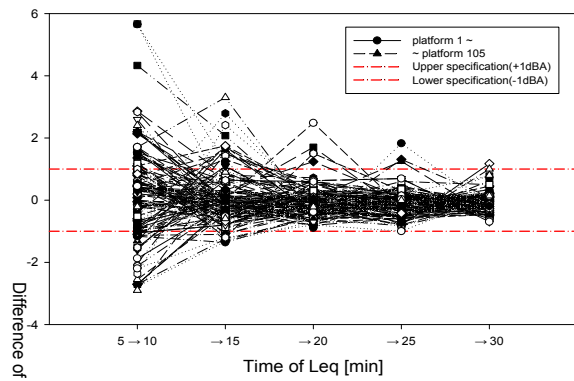 6
4
2
0
-2
-4
platform 1 ~
~ platform 105
Upper specification(+1dBA)
Lower specification(-1dBA)
5 → 10
→ 15
→ 20
→ 25
→ 30
Time of Leq [min]
Difference of